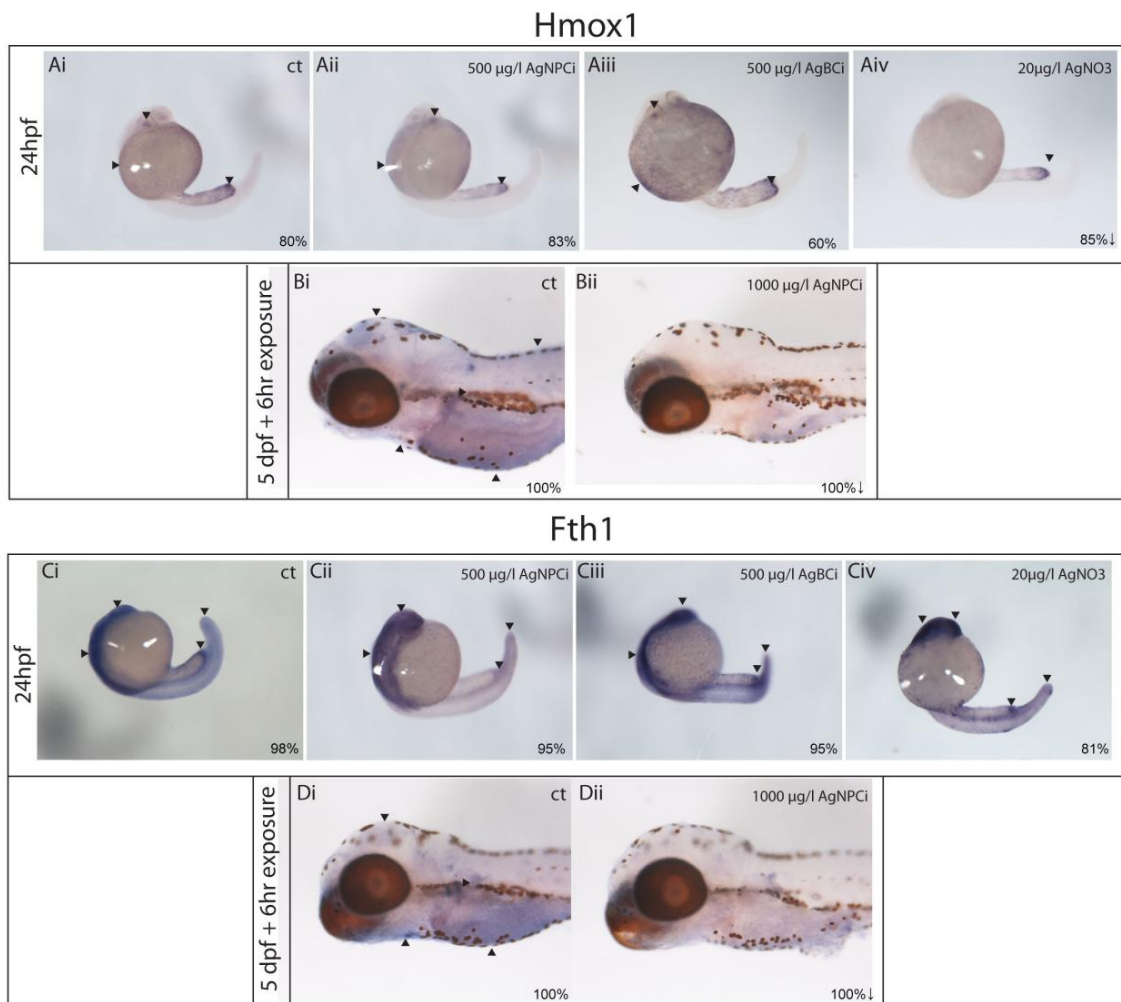 Hmox1
24hpf
Ai ct
80%
Aii 500 µg/l AgNPCi
83%
Aiii 500 µg/l AgBCi
60%
Aiv 20µg/l AgNO3
85%↓
5 dpf + 6hr exposure
Bi ct
100%
Bii 1000 µg/l AgNPCi
100%↓
Fth1
24hpf
Ci ct
98%
Cii 500 µg/l AgNPCi
95%
Ciii 500 µg/l AgBCi
95%
Civ 20µg/l AgNO3
81%
5 dpf + 6hr exposure
Di ct
100%
Dii 1000 µg/l AgNPCi
100%↓